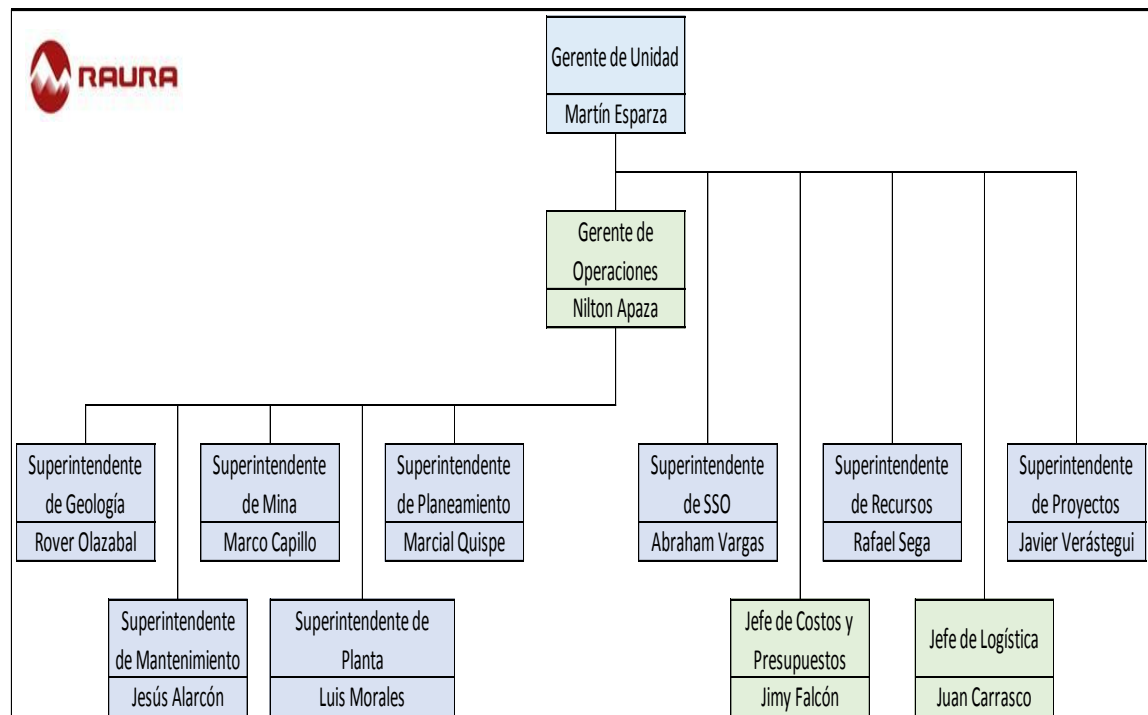 RAURA
Gerente de Unidad
Martín Esparza
Gerente de
Operaciones
Nilton Apaza
Superintendente
de Geología
Rover Olazabal
Superintendente
de Mina
Marco Capillo
Superintendente
de Planeamiento
Marcial Quispe
Superintendente
de SSO
Abraham Vargas
Superintendente
de Recursos
Rafael Sega
Superintendente
de Proyectos
Javier Verástegui
Superintendente
de Mantenimiento
Jesús Alarcón
Superintendente de
Planta
Luis Morales
Jefe de Costos y
Presupuestos
Jimy Falcón
Jefe de Logística
Juan Carrasco